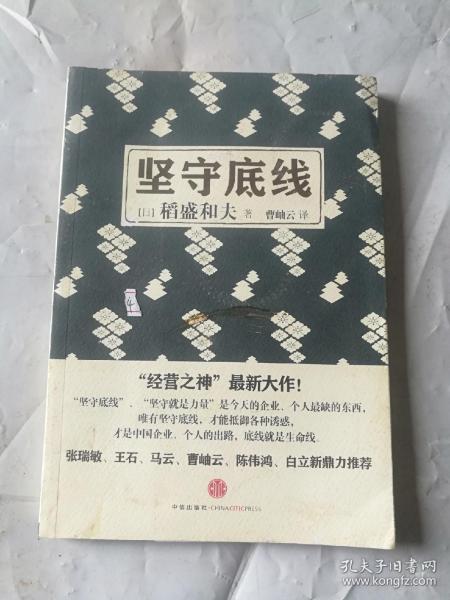 坚守底线
[日] 稻盛和夫 著 曹岫云 译
4
“经营之神”最新大作！
“坚守底线”、“坚守就是力量”是今天的企业、个人最缺的东西，
唯有坚守底线，才能抵御各种诱惑，
才是中国企业、个人的出路，底线就是生命线。
张瑞敏、王石、马云、曹岫云、陈伟鸿、白立新鼎力推荐
中信出版社·CHINACITICPRESS
孔夫子旧书网
www.kongfz.com